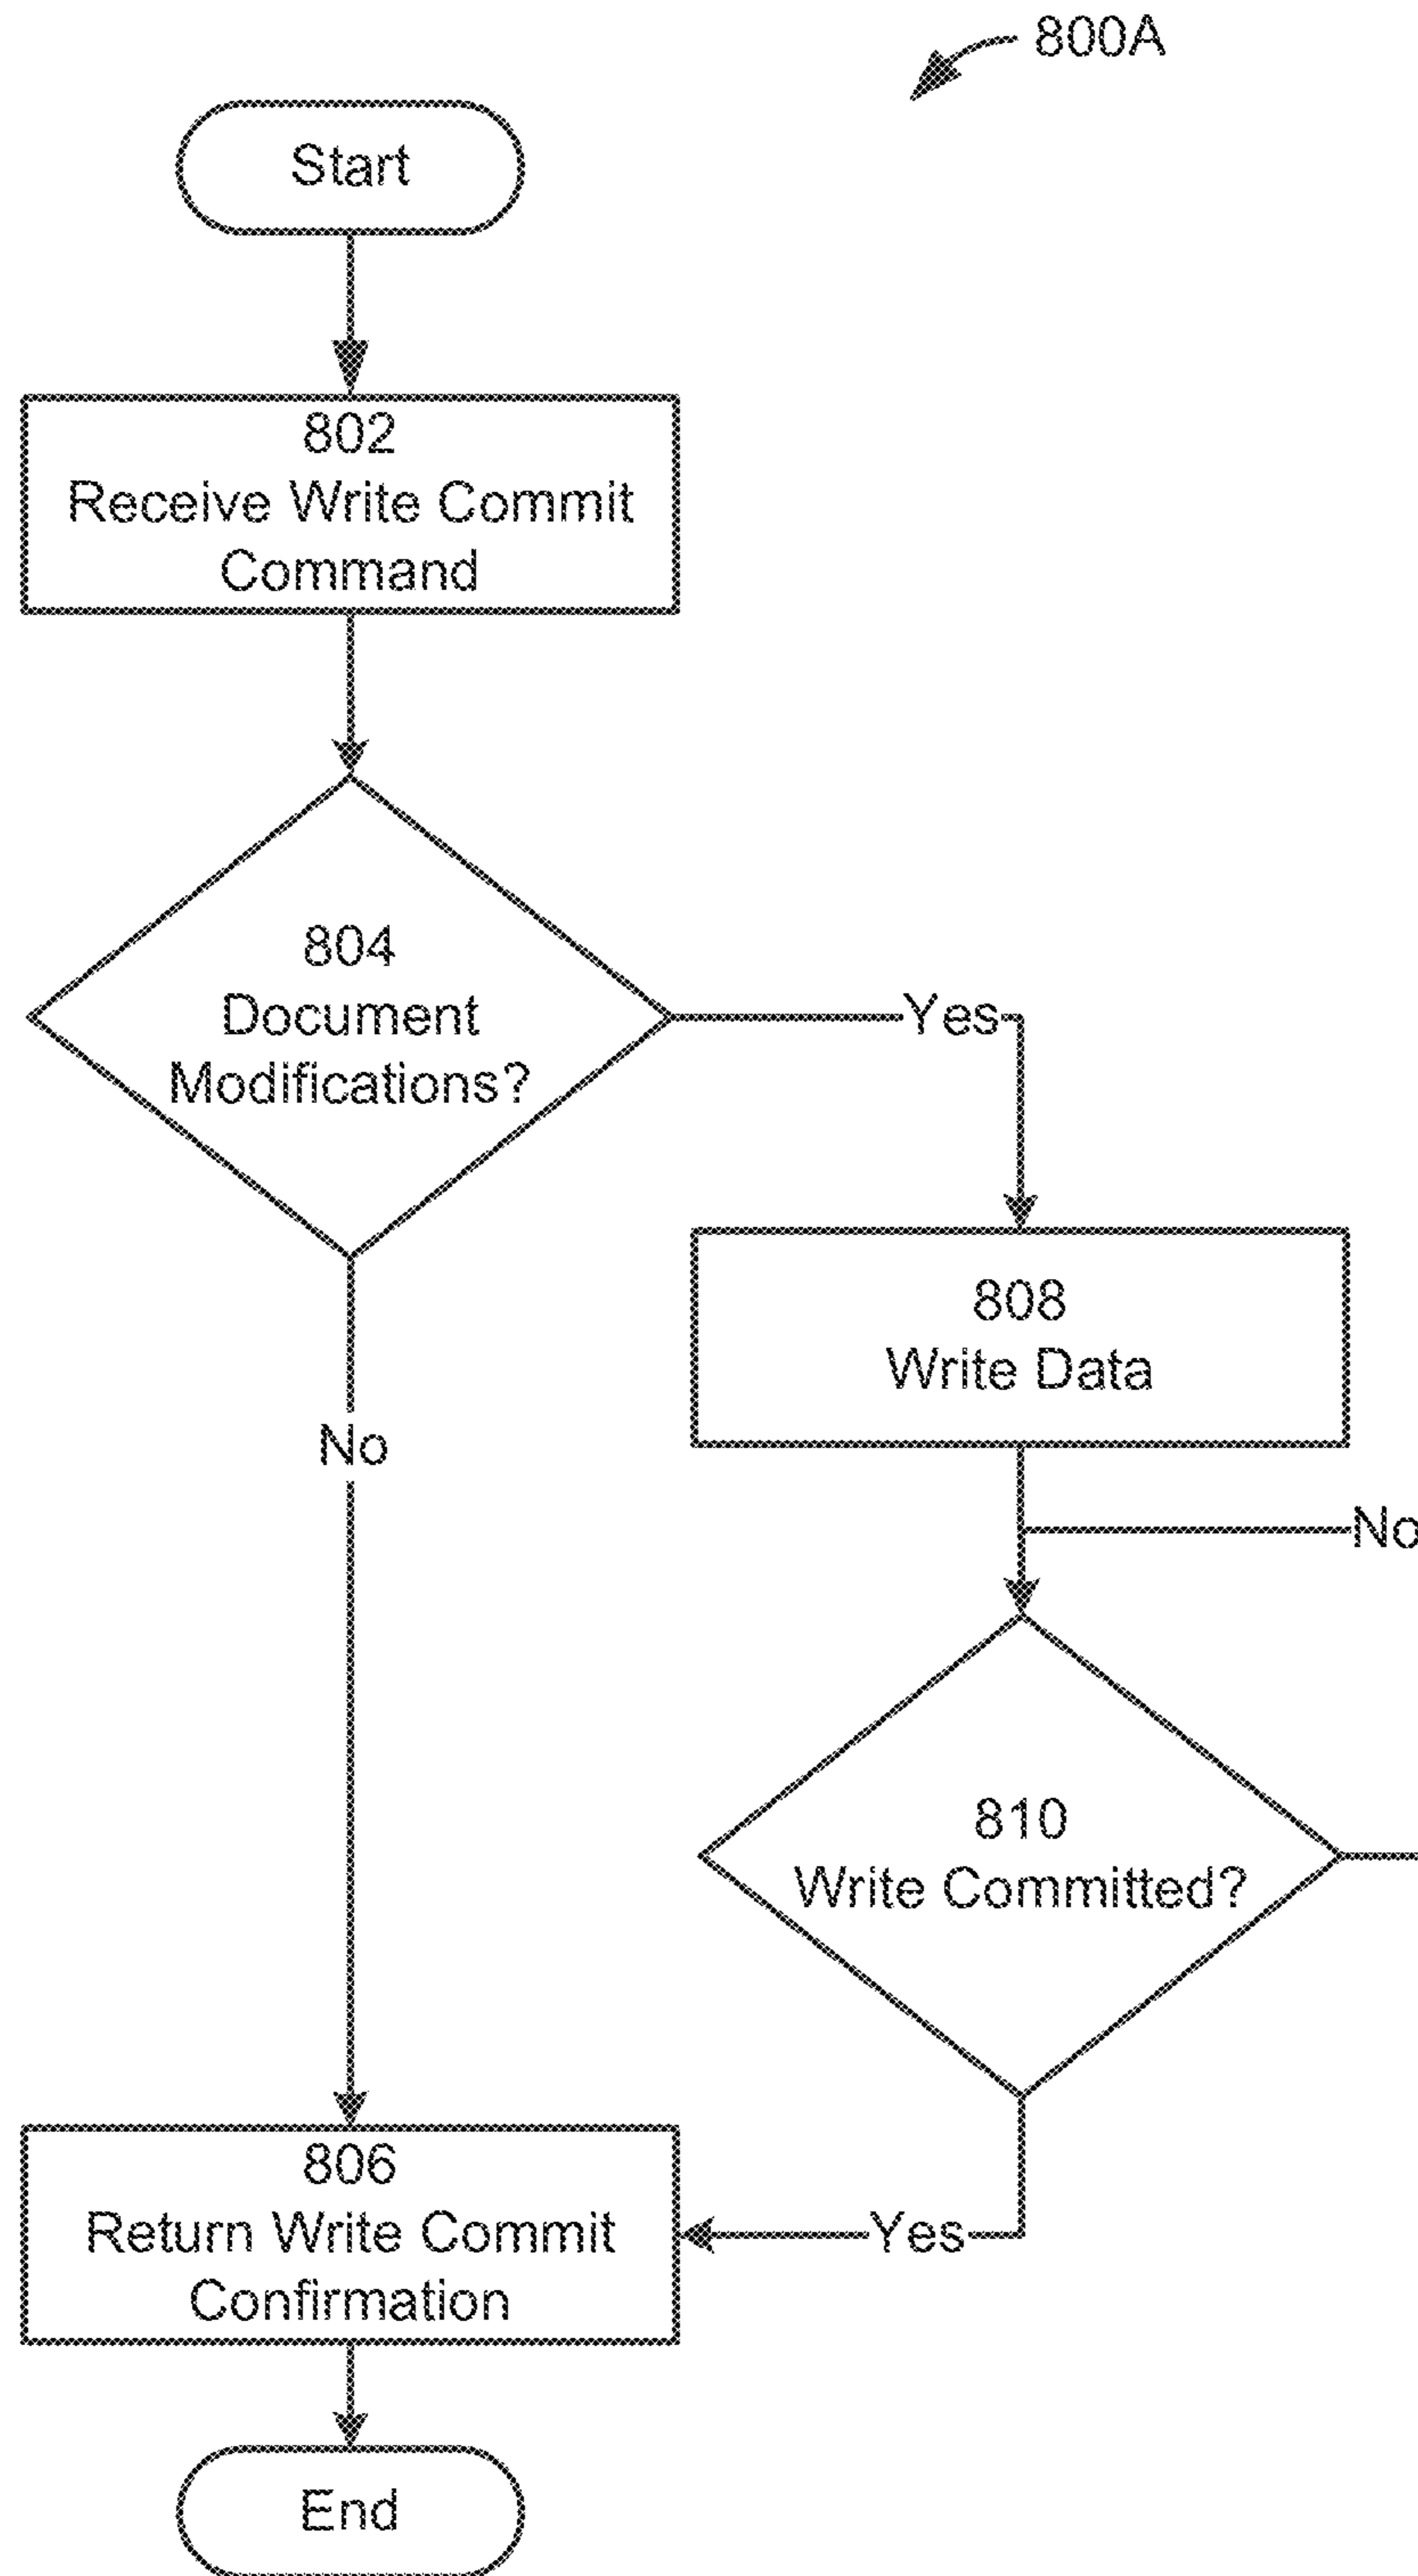 800A
Start
802
Receive Write Commit
Command
804
Document
Modifications?
Yes
808
Write Data
No
No
810
Write Committed?
806
Return Write Commit
Confirmation
Yes
End